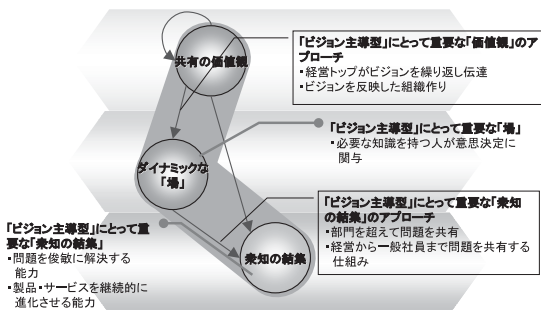 共有の価値観
「ビジョン主導型」にとって重要な「価値観」のア
プローチ
・経営トップがビジョンを繰り返し伝達
・ビジョンを反映した組織作り
「ビジョン主導型」にとって重要な「場」
・必要な知識を持つ人が意思決定に
関与
ダイナミックな
「場」
「ビジョン主導型」にとって重要な「衆知
の結集」のアプローチ
・部門を超えて問題を共有
・経営から一般社員まで問題を共有する
仕組み
「ビジョン主導型」にとって重
要な「衆知の結集」
・問題を俊敏に解決する
能力
・製品・サービスを継続的に
進化させる能力
衆知の結集